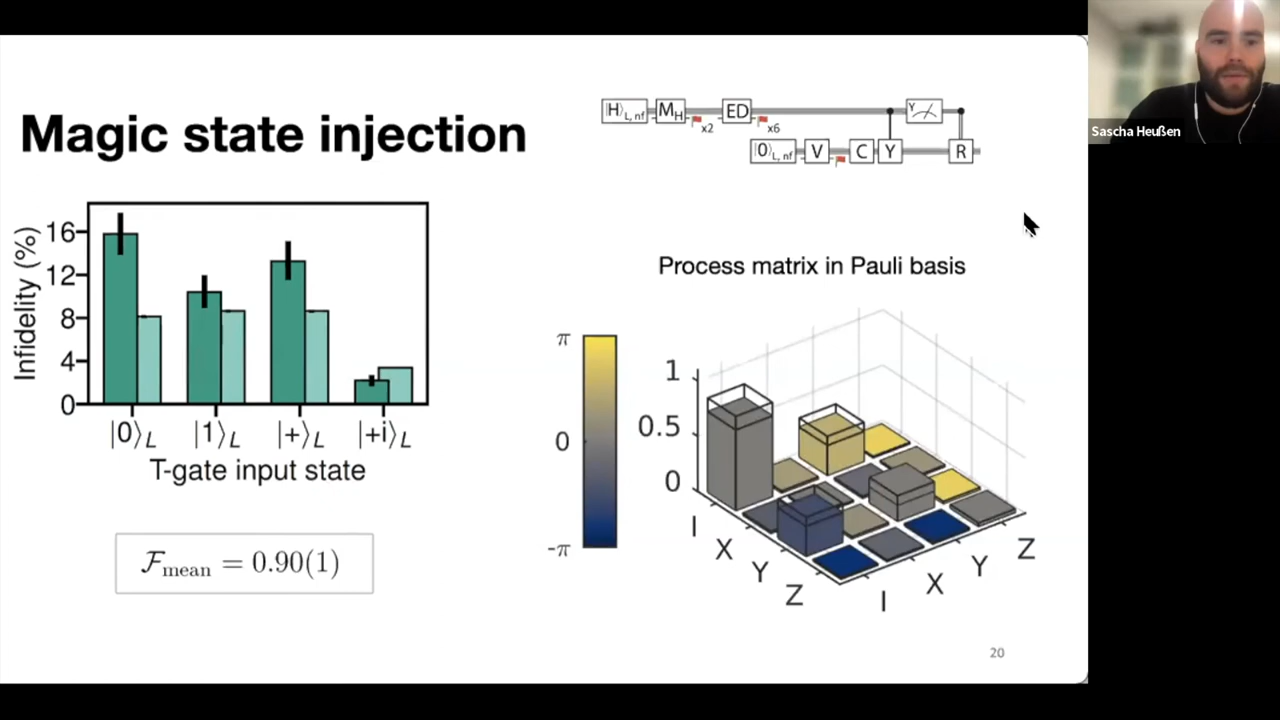 Magic state injection
|H⟩L, nf M_H x2 ED x6 Y
|0⟩L, nf V C Y R
Sascha Heußen
Infidelity (%)
16
12
8
4
0
|0⟩L |1⟩L |+⟩L |+i⟩L
T-gate input state
ℱmean = 0.90(1)
Process matrix in Pauli basis
π
0
-π
1
0.5
0
I X Y Z
I X Y Z
20